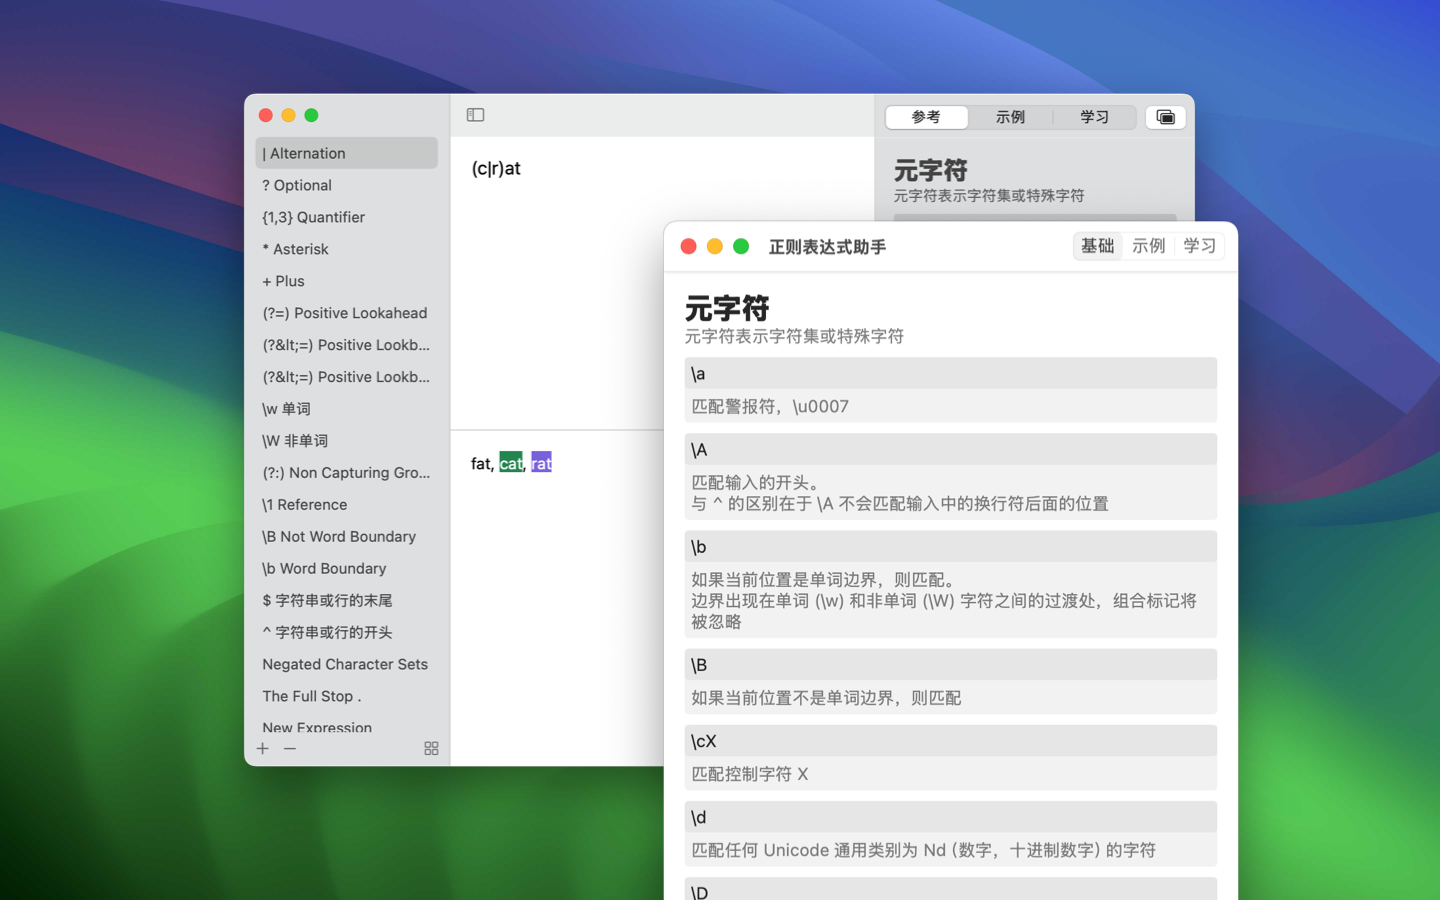 | Alternation
? Optional
{1,3} Quantifier
* Asterisk
+ Plus
(?=) Positive Lookahead
(?&lt;=) Positive Lookb...
(?&lt;=) Positive Lookb...
\w 单词
\W 非单词
(?:) Non Capturing Gro...
\1 Reference
\B Not Word Boundary
\b Word Boundary
$ 字符串或行的末尾
^ 字符串或行的开头
Negated Character Sets
The Full Stop .
New Expression
(c|r)at
fat, cat, rat
参考 示例 学习
元字符
元字符表示字符集或特殊字符
正则表达式助手 基础 示例 学习
元字符
元字符表示字符集或特殊字符
\a
匹配警报符，\u0007
\A
匹配输入的开头。
与 ^ 的区别在于 \A 不会匹配输入中的换行符后面的位置
\b
如果当前位置是单词边界，则匹配。
边界出现在单词 (\w) 和非单词 (\W) 字符之间的过渡处，组合标记将
被忽略
\B
如果当前位置不是单词边界，则匹配
\cX
匹配控制字符 X
\d
匹配任何 Unicode 通用类别为 Nd (数字，十进制数字) 的字符
\D